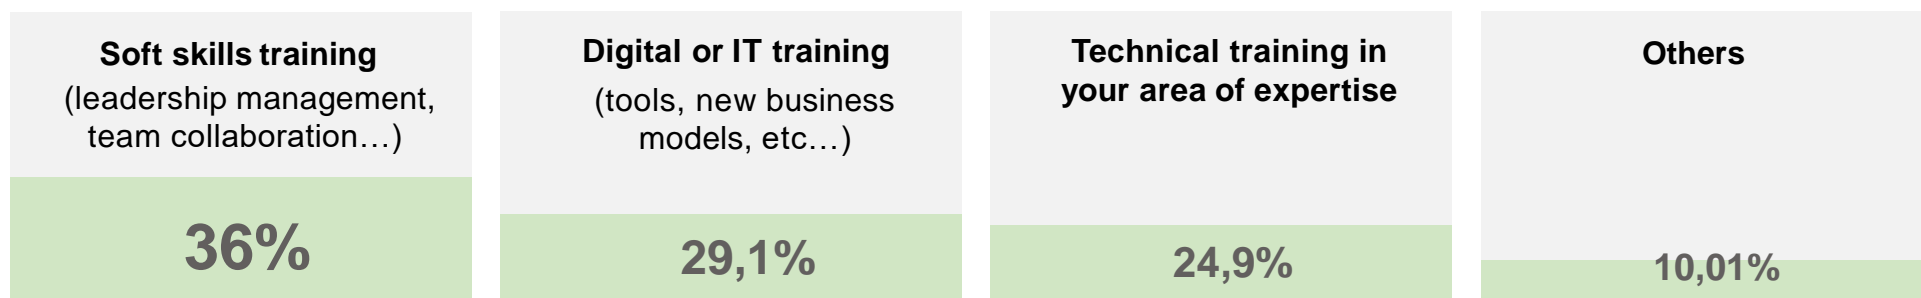 Soft skills training
(leadership management,
team collaboration…)
36%
Digital or IT training
(tools, new business
models, etc…)
29,1%
Technical training in
your area of expertise
24,9%
Others
10,01%